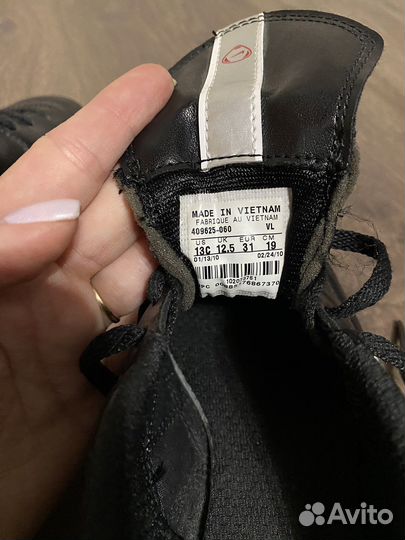 MADE IN VIETNAM
FABRIQUE AU VIETNAM
409625-060 VL
US UK EUR CM
13C 12.5 31 19
01/13/10 02/24/10
Avito